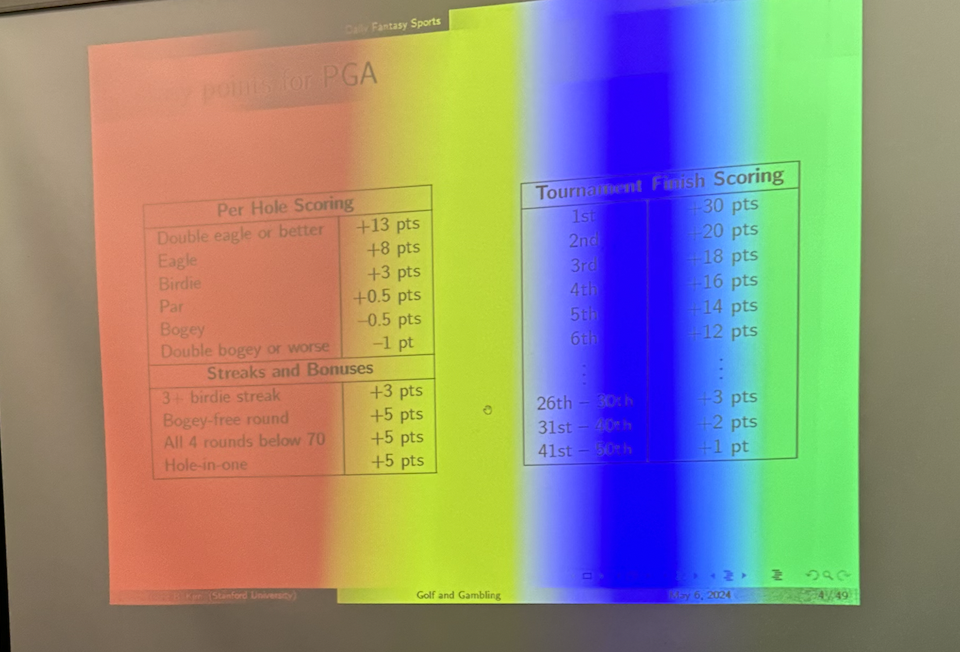 Daily Fantasy Sports
points for PGA
Per Hole Scoring
Double eagle or better +13 pts
Eagle +8 pts
Birdie +3 pts
Par +0.5 pts
Bogey –0.5 pts
Double bogey or worse –1 pt
Streaks and Bonuses
3+ birdie streak +3 pts
Bogey-free round +5 pts
All 4 rounds below 70 +5 pts
Hole-in-one +5 pts
Tournament Finish Scoring
1st +30 pts
2nd +20 pts
3rd +18 pts
4th +16 pts
5th +14 pts
6th +12 pts
⋮ ⋮
26th – 30th +3 pts
31st – 40th +2 pts
41st – 50th +1 pt
(Stanford University)
Golf and Gambling
May 6, 2024
4 / 49